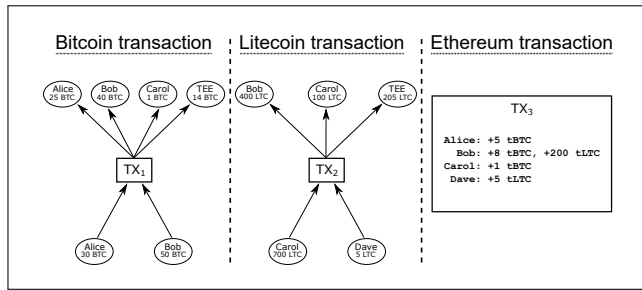 Bitcoin transaction
Litecoin transaction
Ethereum transaction
Alice
25 BTC
Bob
40 BTC
Carol
1 BTC
TEE
14 BTC
TX1
Alice
30 BTC
Bob
50 BTC
Bob
400 LTC
Carol
100 LTC
TEE
205 LTC
TX2
Carol
700 LTC
Dave
5 LTC
TX3
Alice: +5 tBTC
Bob: +8 tBTC, +200 tLTC
Carol: +1 tBTC
Dave: +5 tLTC